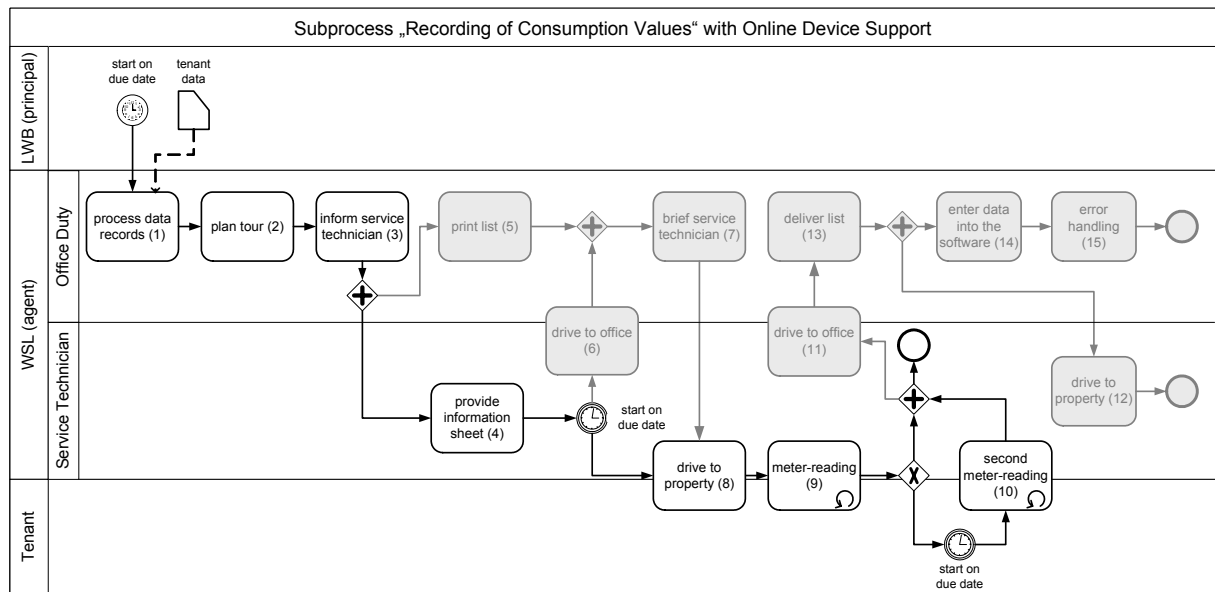 Subprocess „Recording of Consumption Values“ with Online Device Support
LWB (principal)
start on
due date
tenant
data
WSL (agent)
Office Duty
process data
records (1)
plan tour (2)
inform service
technician (3)
print list (5)
brief service
technician (7)
deliver list
(13)
enter data
into the
software (14)
error
handling
(15)
Service Technician
drive to office
(6)
drive to office
(11)
provide
information
sheet (4)
start on
due date
drive to
property (12)
drive to
property (8)
meter-reading
(9)
X
second
meter-reading
(10)
Tenant
start on
due date